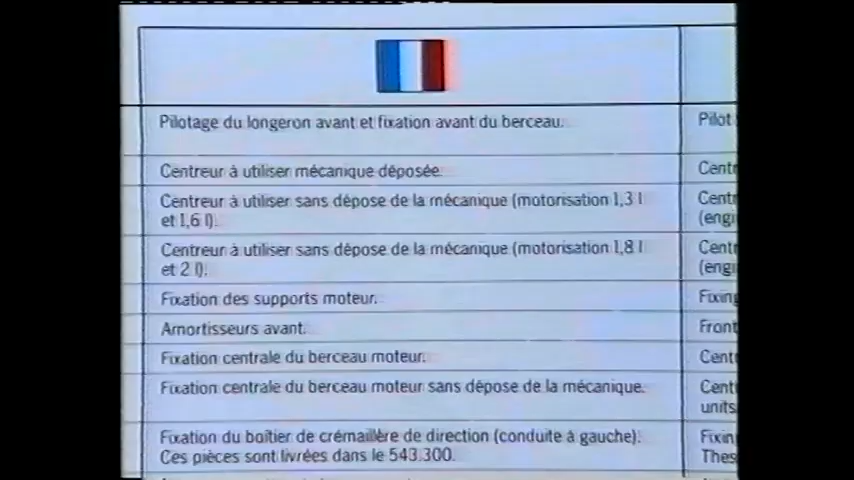 Pilotage du longeron avant et fixation avant du berceau.
Pilot
Centreur à utiliser mécanique déposée.
Centr
Centreur à utiliser sans dépose de la mécanique (motorisation 1,3 l
et 1,6 l).
Centr
(engi
Centreur à utiliser sans dépose de la mécanique (motorisation 1,8 l
et 2 l).
Centr
(engi
Fixation des supports moteur.
Fixing
Amortisseurs avant.
Front
Fixation centrale du berceau moteur.
Cent
Fixation centrale du berceau moteur sans dépose de la mécanique.
Centr
units
Fixation du boîtier de crémaillère de direction (conduite à gauche).
Ces pièces sont livrées dans le 543.300.
Fixin
Thes